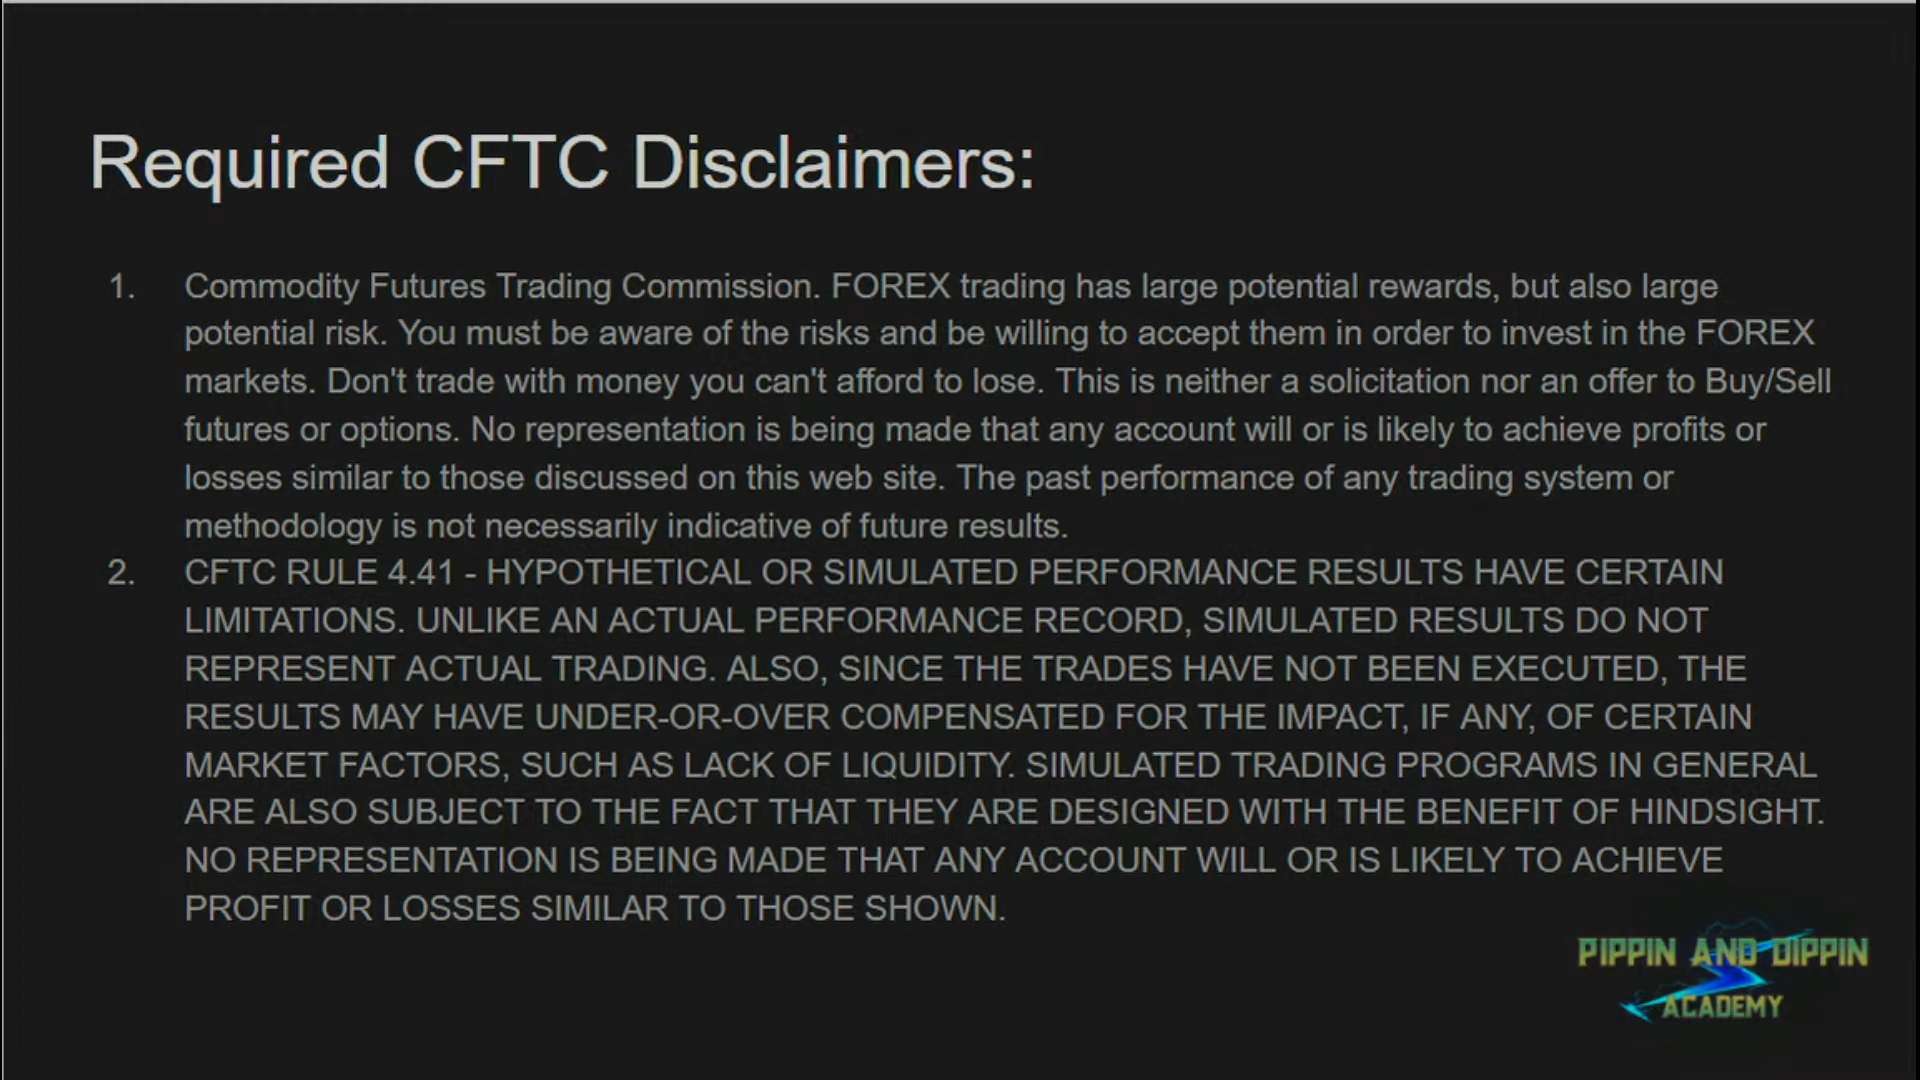 Required CFTC Disclaimers:
1. Commodity Futures Trading Commission. FOREX trading has large potential rewards, but also large
potential risk. You must be aware of the risks and be willing to accept them in order to invest in the FOREX
markets. Don't trade with money you can't afford to lose. This is neither a solicitation nor an offer to Buy/Sell
futures or options. No representation is being made that any account will or is likely to achieve profits or
losses similar to those discussed on this web site. The past performance of any trading system or
methodology is not necessarily indicative of future results.
2. CFTC RULE 4.41 - HYPOTHETICAL OR SIMULATED PERFORMANCE RESULTS HAVE CERTAIN
LIMITATIONS. UNLIKE AN ACTUAL PERFORMANCE RECORD, SIMULATED RESULTS DO NOT
REPRESENT ACTUAL TRADING. ALSO, SINCE THE TRADES HAVE NOT BEEN EXECUTED, THE
RESULTS MAY HAVE UNDER-OR-OVER COMPENSATED FOR THE IMPACT, IF ANY, OF CERTAIN
MARKET FACTORS, SUCH AS LACK OF LIQUIDITY. SIMULATED TRADING PROGRAMS IN GENERAL
ARE ALSO SUBJECT TO THE FACT THAT THEY ARE DESIGNED WITH THE BENEFIT OF HINDSIGHT.
NO REPRESENTATION IS BEING MADE THAT ANY ACCOUNT WILL OR IS LIKELY TO ACHIEVE
PROFIT OR LOSSES SIMILAR TO THOSE SHOWN.
PIPPIN AND DIPPIN
ACADEMY